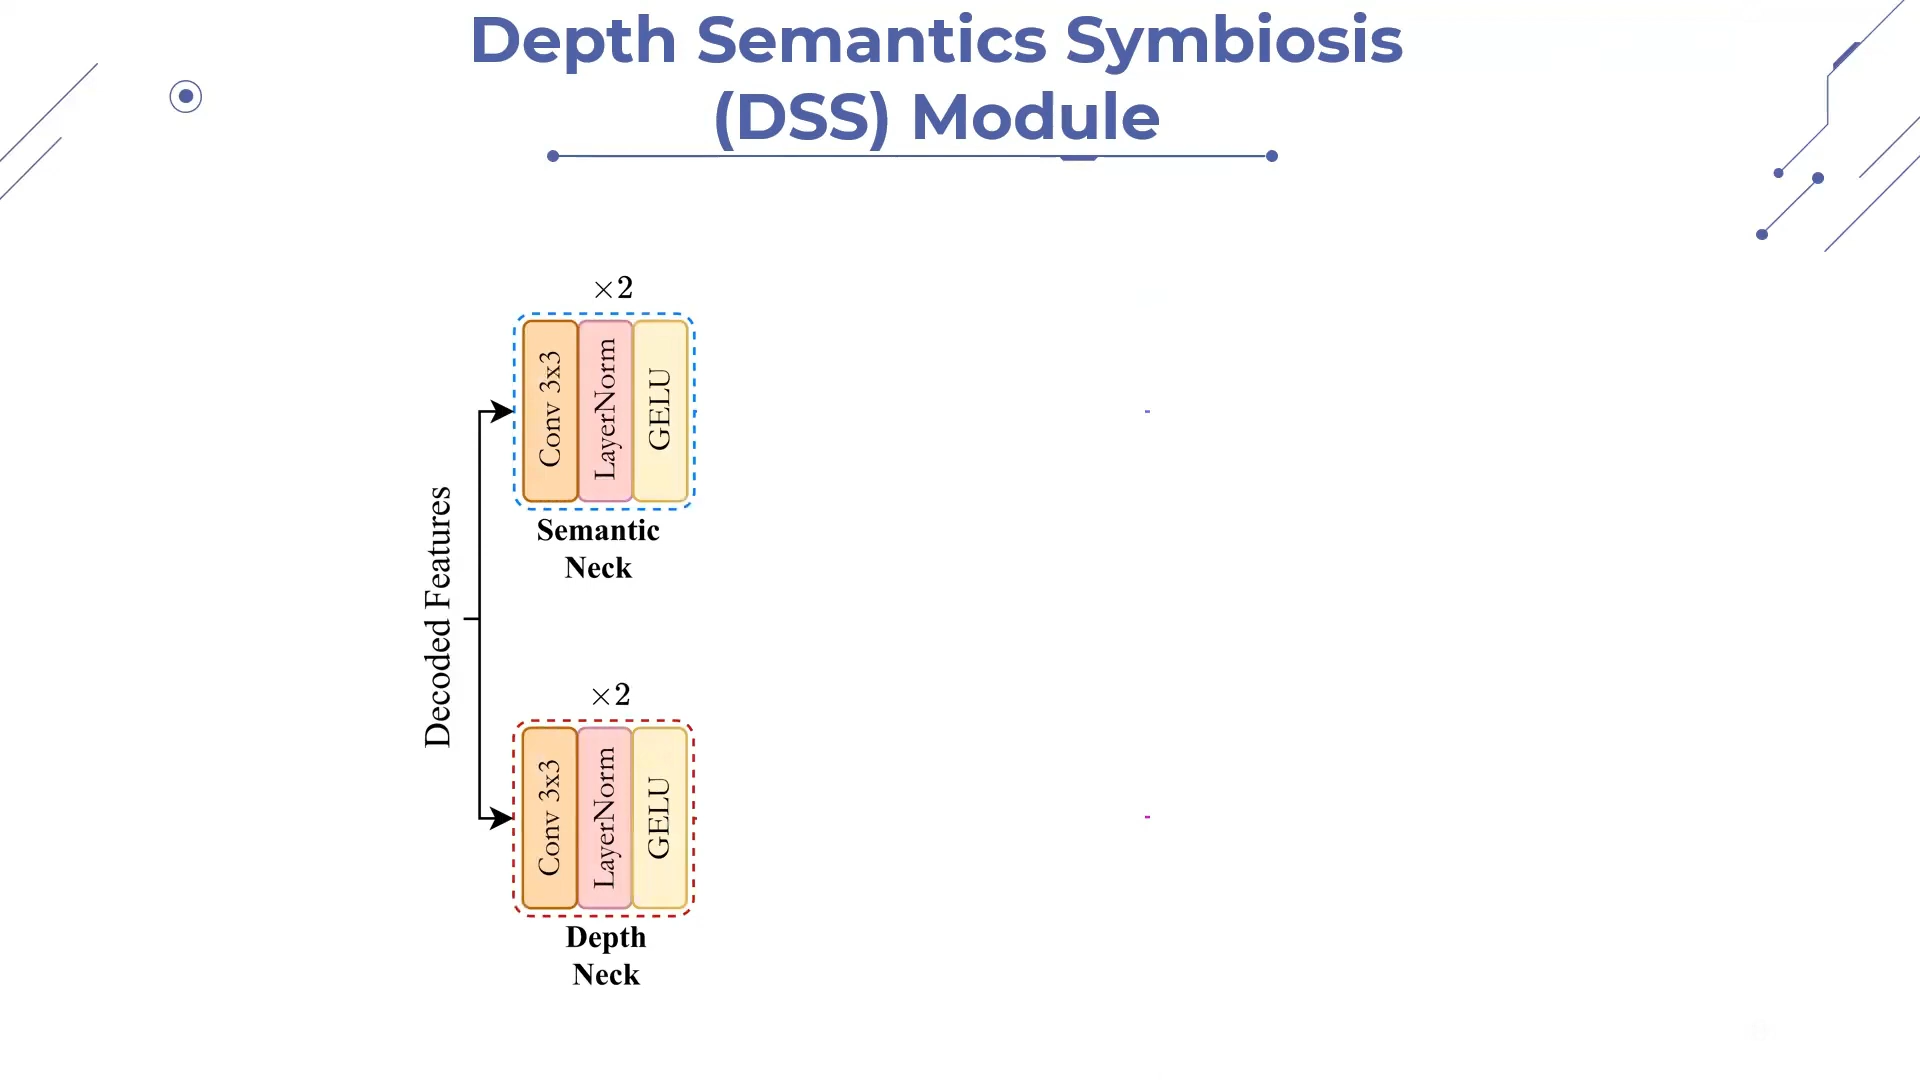 Depth Semantics Symbiosis
(DSS) Module
×2
Conv 3x3
LayerNorm
GELU
Semantic
Neck
Decoded Features
×2
Conv 3x3
LayerNorm
GELU
Depth
Neck